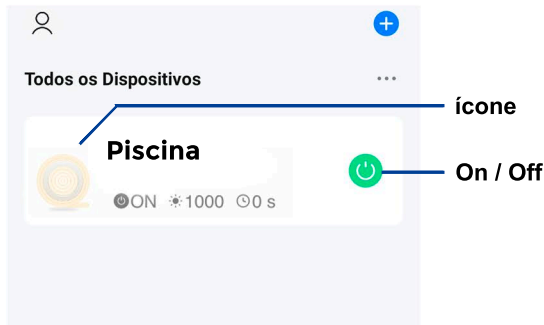 Todos os Dispositivos
ícone
Piscina
On / Off
ON 1000 0 s